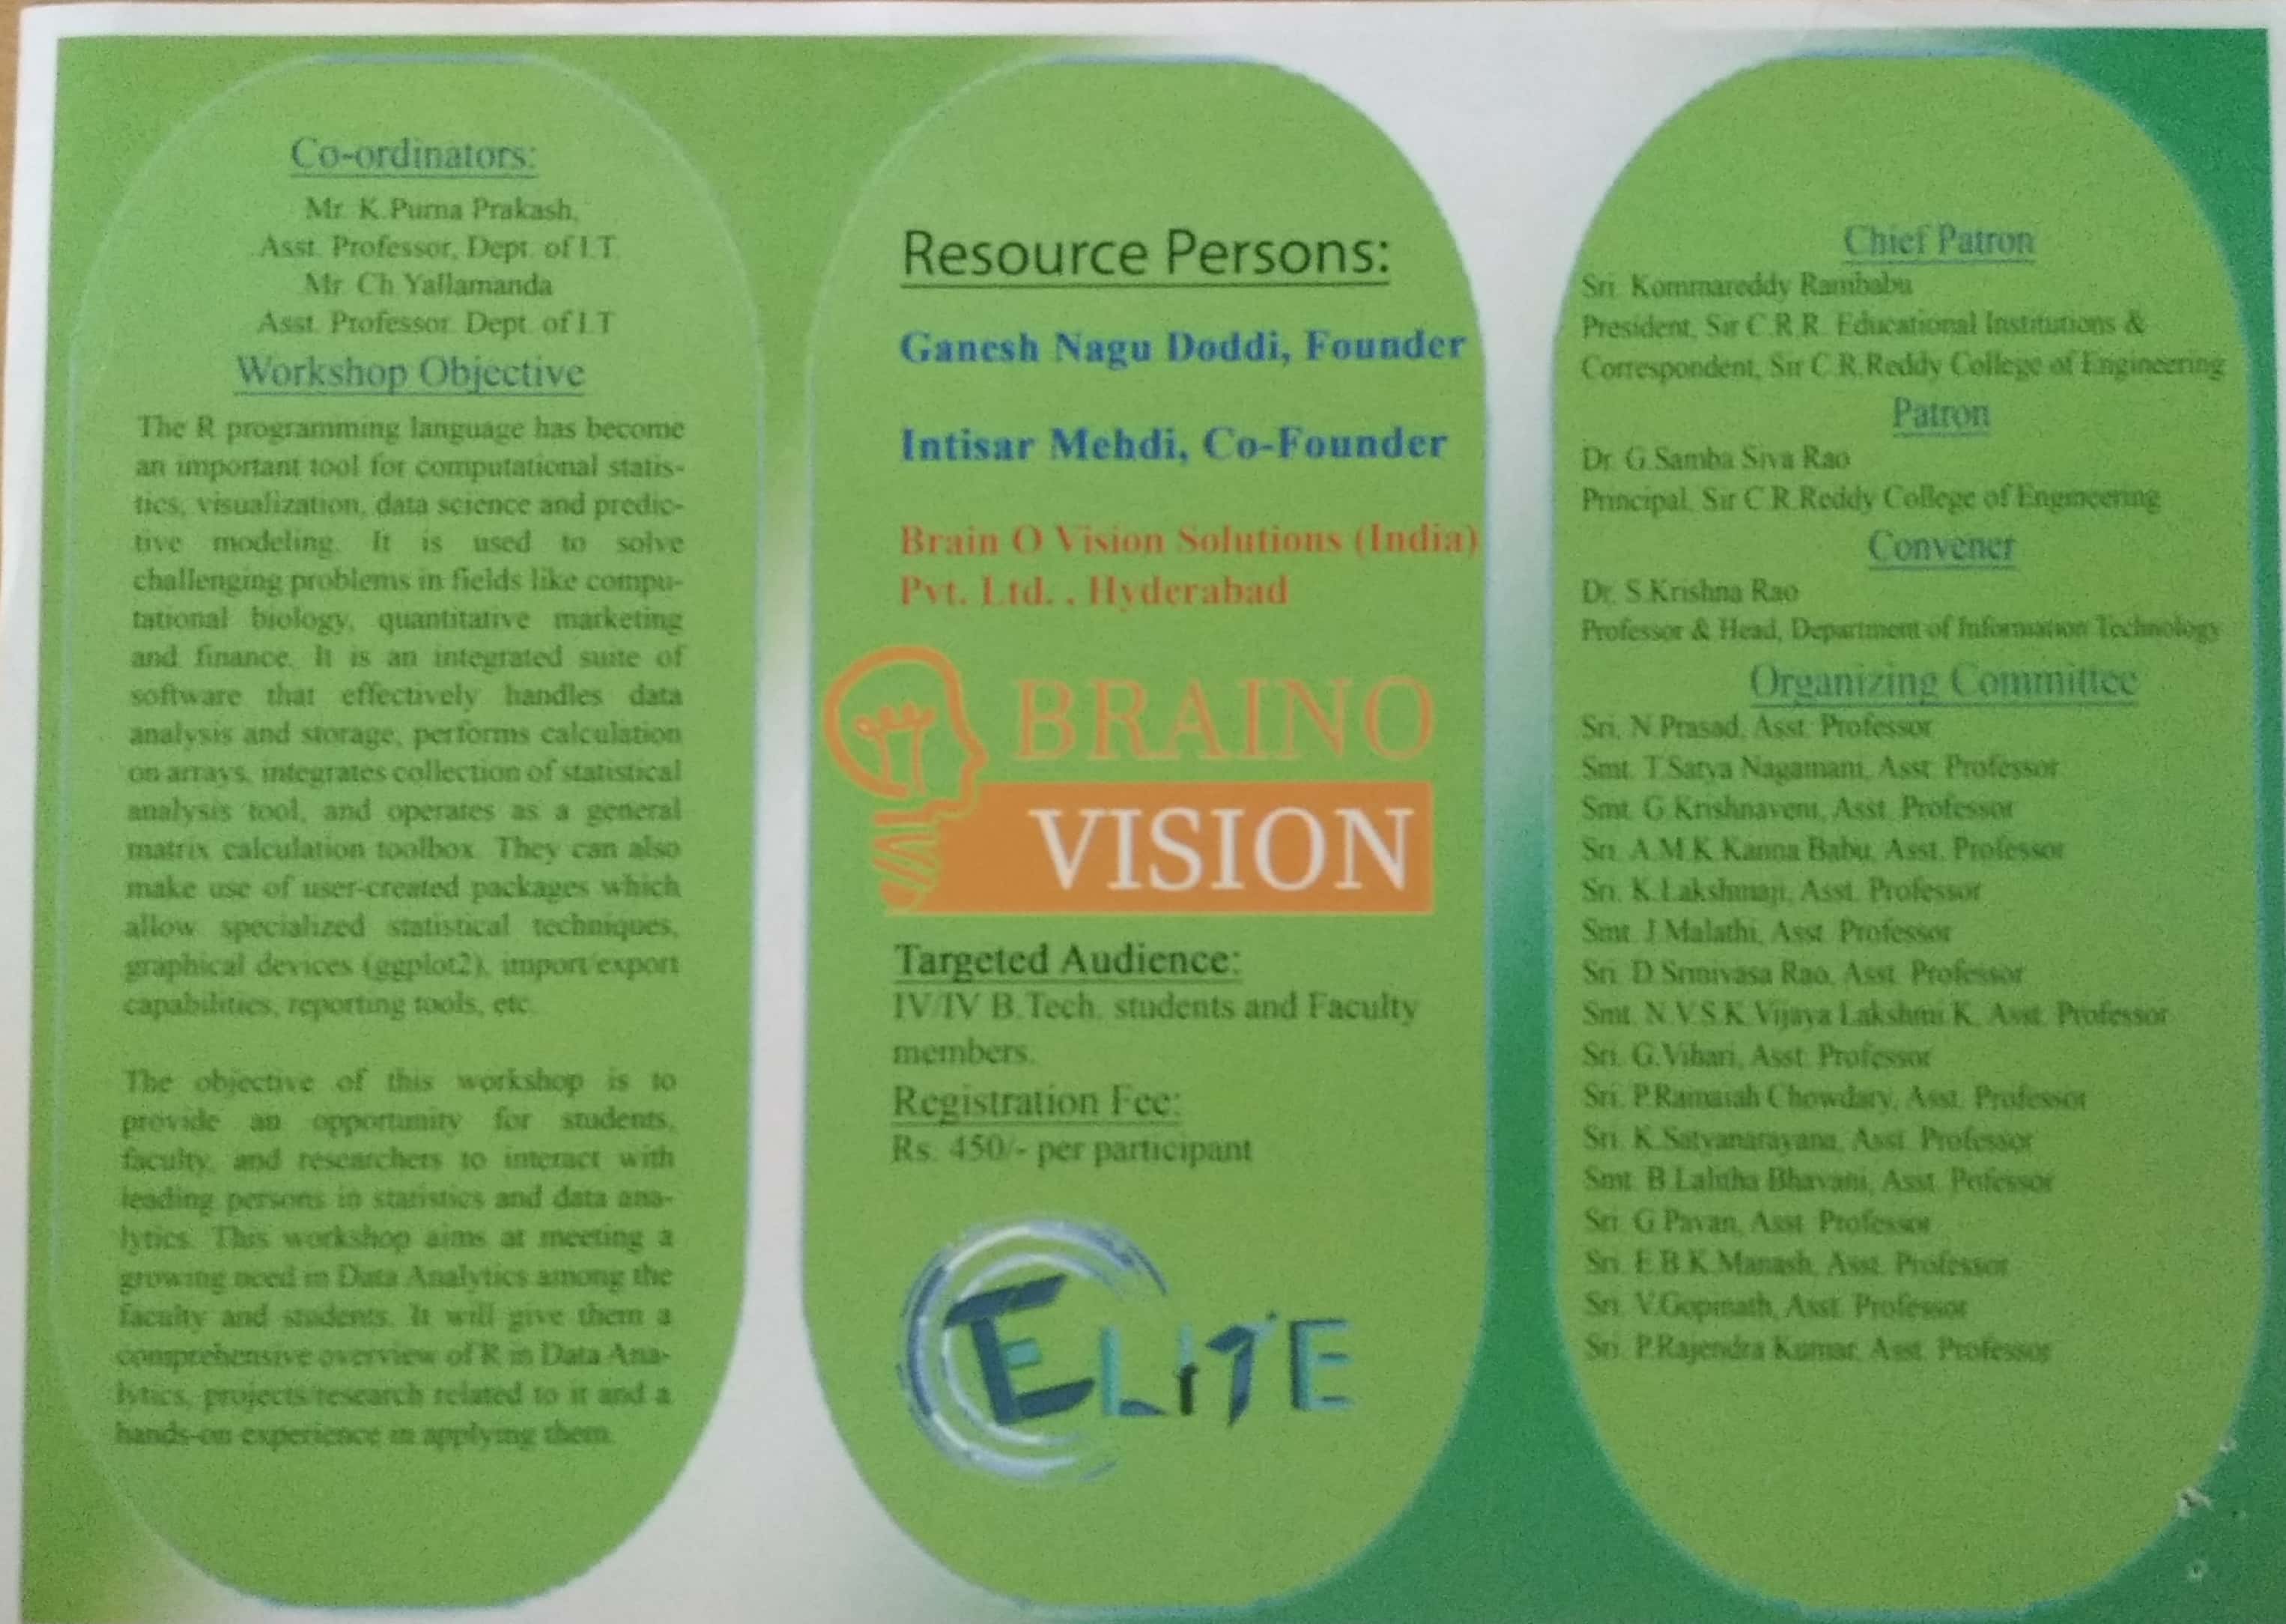 Co-ordinators:
Mr. K.Purna Prakash,
Asst. Professor, Dept. of I.T.
Mr. Ch.Yallamanda
Asst. Professor. Dept. of I.T
Workshop Objective
The R programming language has become
an important tool for computational statis-
tics, visualization, data science and predic-
tive modeling. It is used to solve
challenging problems in fields like compu-
tational biology, quantitative marketing
and finance. It is an integrated suite of
software that effectively handles data
analysis and storage, performs calculation
on arrays, integrates collection of statistical
analysis tool, and operates as a general
matrix calculation toolbox. They can also
make use of user-created packages which
allow specialized statistical techniques,
graphical devices (ggplot2), import/export
capabilities, reporting tools, etc.
The objective of this workshop is to
provide an opportunity for students,
faculty, and researchers to interact with
leading persons in statistics and data ana-
lytics. This workshop aims at meeting a
growing need in Data Analytics among the
faculty and students. It will give them a
comprehensive overview of R in Data Ana-
lytics, projects/research related to it and a
hands-on experience in applying them.
Resource Persons:
Ganesh Nagu Doddi, Founder
Intisar Mehdi, Co-Founder
Brain O Vision Solutions (India)
Pvt. Ltd. , Hyderabad
BRAINO
VISION
Targeted Audience:
IV/IV B.Tech. students and Faculty
members.
Registration Fee:
Rs. 450/- per participant
ELITE
Chief Patron
Sri. Kommareddy Rambabu
President, Sir C.R.R. Educational Institutions &
Correspondent, Sir C.R.Reddy College of Engineering
Patron
Dr. G.Samba Siva Rao
Principal, Sir C.R.Reddy College of Engineering
Convener
Dr. S.Krishna Rao
Professor & Head, Department of Information Technology
Organizing Committee
Sri. N.Prasad, Asst. Professor
Smt. T.Satya Nagamani, Asst. Professor
Smt. G.Krishnaveni, Asst. Professor
Sri. A.M.K.Kanna Babu, Asst. Professor
Sri. K.Lakshmaji, Asst. Professor
Smt. J.Malathi, Asst. Professor
Sri. D.Srinivasa Rao, Asst. Professor
Smt. N.V.S.K.Vijaya Lakshmi.K, Asst. Professor
Sri. G.Vihari, Asst. Professor
Sri. P.Ramaiah Chowdary, Asst. Professor
Sri. K.Satyanarayana, Asst. Professor
Smt. B.Lalitha Bhavani, Asst. Pofessor
Sri. G.Pavan, Asst. Professor
Sri. E.B.K.Manash, Asst. Professor
Sri. V.Gopinath, Asst. Professor
Sri. P.Rajendra Kumar, Asst. Professor